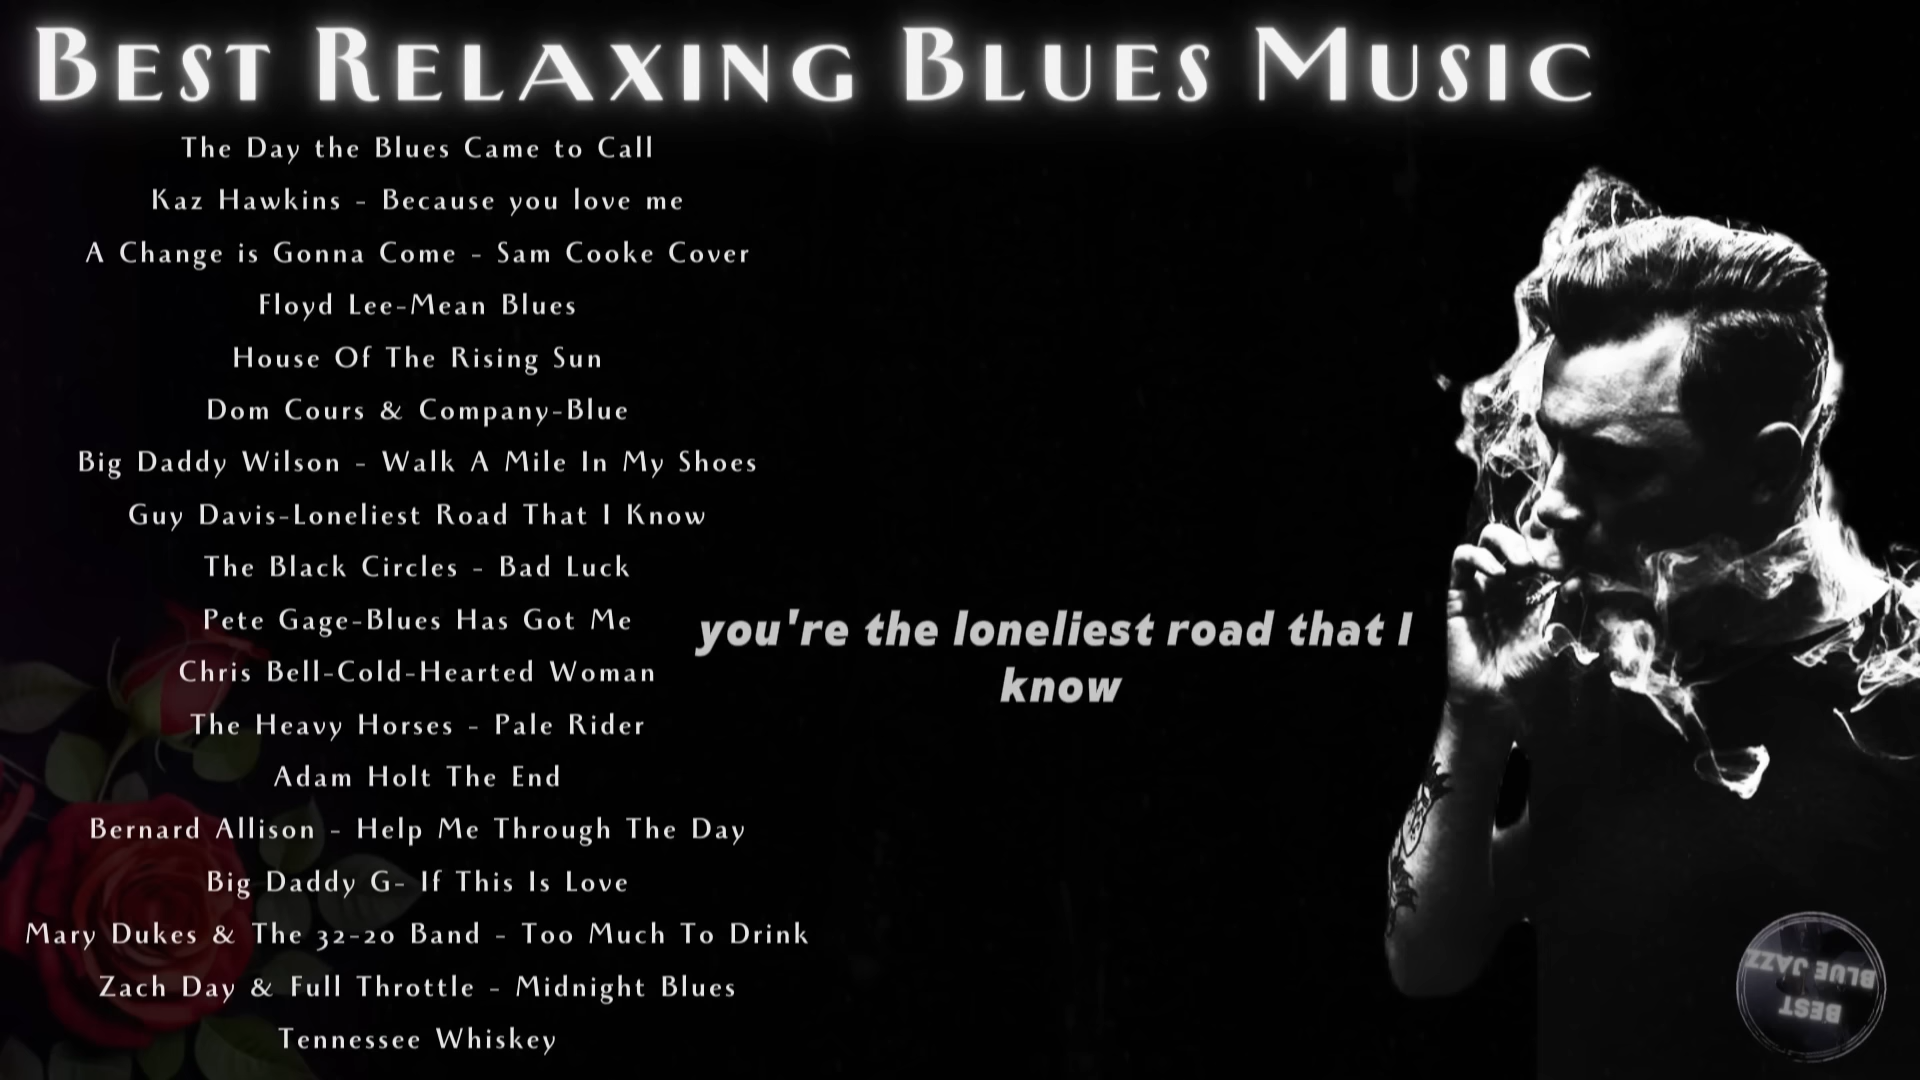 Best Relaxing Blues Music
The Day the Blues Came to Call
Kaz Hawkins - Because you love me
A Change is Gonna Come - Sam Cooke Cover
Floyd Lee-Mean Blues
House Of The Rising Sun
Dom Cours & Company-Blue
Big Daddy Wilson - Walk A Mile In My Shoes
Guy Davis-Loneliest Road That I Know
The Black Circles - Bad Luck
Pete Gage-Blues Has Got Me
Chris Bell-Cold-Hearted Woman
The Heavy Horses - Pale Rider
Adam Holt The End
Bernard Allison - Help Me Through The Day
Big Daddy G- If This Is Love
Mary Dukes & The 32-20 Band - Too Much To Drink
Zach Day & Full Throttle - Midnight Blues
Tennessee Whiskey
you're the loneliest road that I
know
BEST
BLUE JAZZ